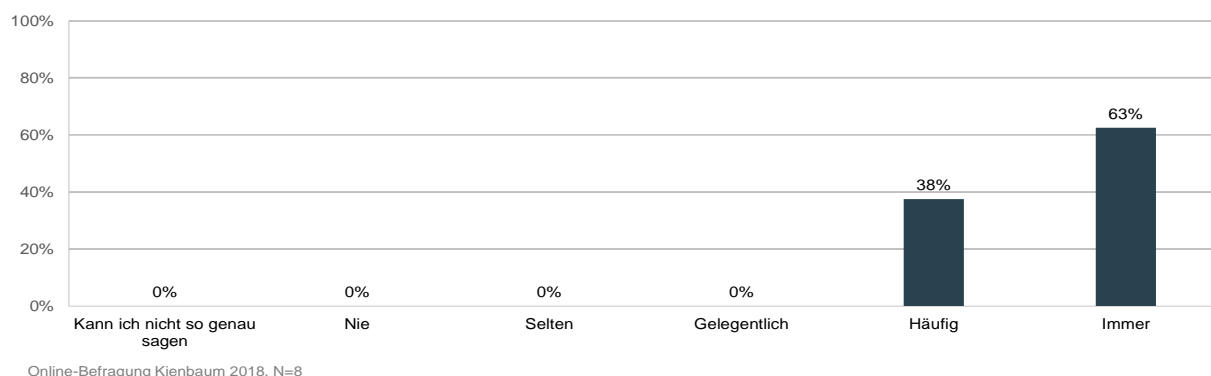 100%
80%
60%
40%
20%
0%
0%
0%
0%
0%
38%
63%
Kann ich nicht so genau
sagen
Nie
Selten
Gelegentlich
Häufig
Immer
Online-Befragung Kienbaum 2018, N=8